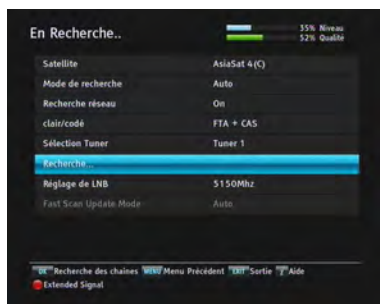 En Recherche..
35% Niveau
52% Qualité
Satellite AsiaSat 4 (C)
Mode de recherche Auto
Recherche réseau On
clair/codé FTA + CAS
Sélection Tuner Tuner 1
Recherche...
Réglage de LNB 5150Mhz
Fast Scan Update Mode Auto
OK Recherche des chaines MENU Menu Précédent EXIT Sortie i Aide
Extended Signal